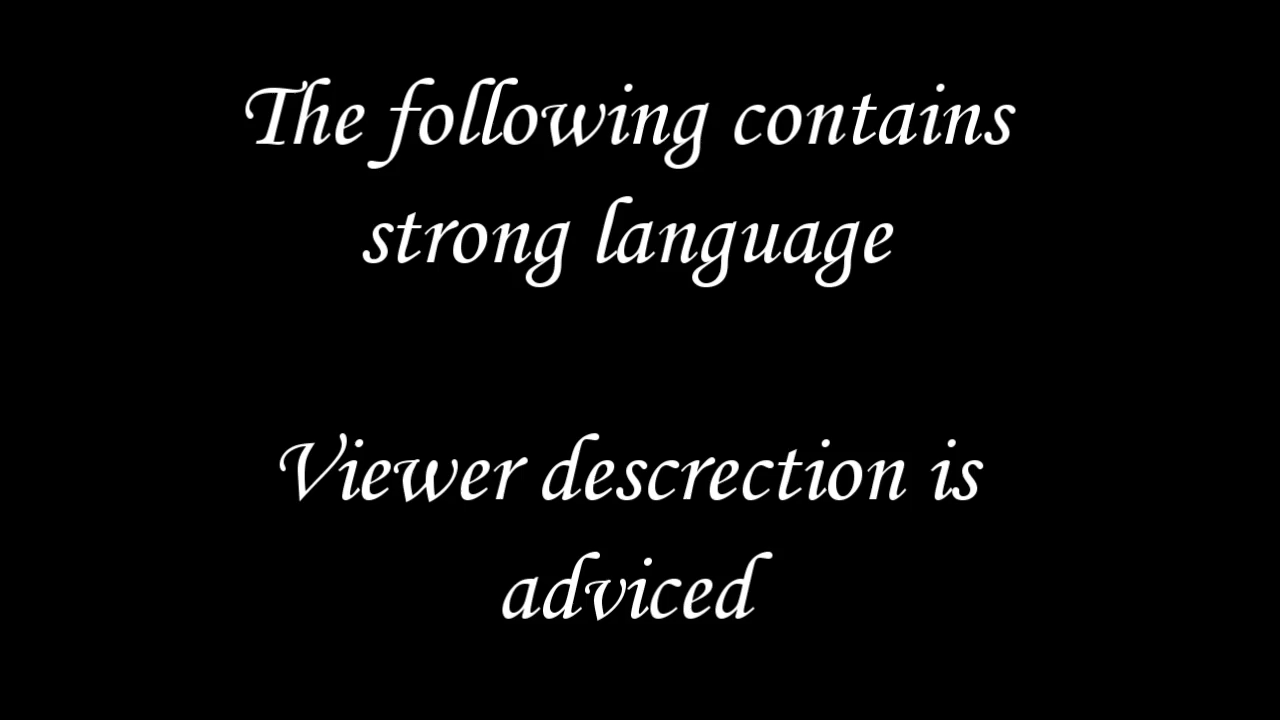 The following contains
strong language
Viewer descrection is
adviced